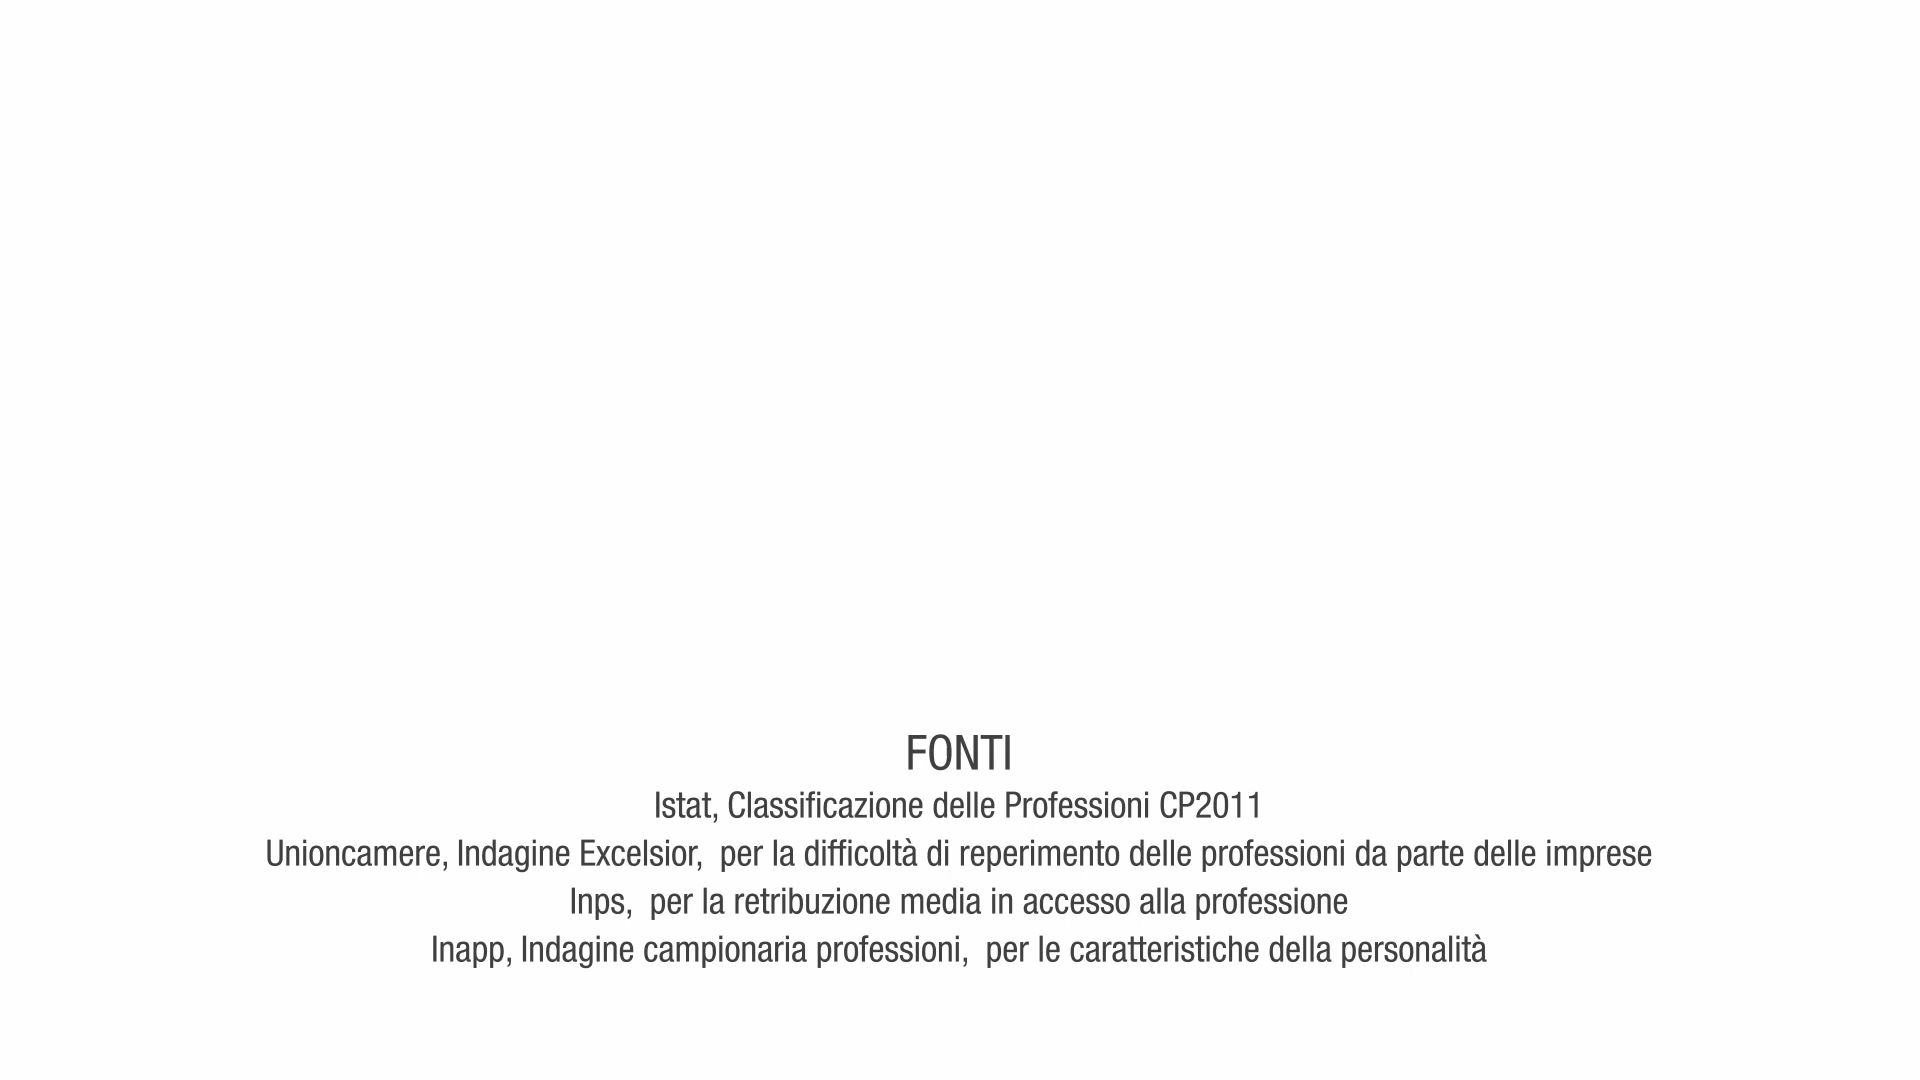 FONTI
Istat, Classificazione delle Professioni CP2011
Unioncamere, Indagine Excelsior,  per la difficoltà di reperimento delle professioni da parte delle imprese
Inps,  per la retribuzione media in accesso alla professione
Inapp, Indagine campionaria professioni,  per le caratteristiche della personalità